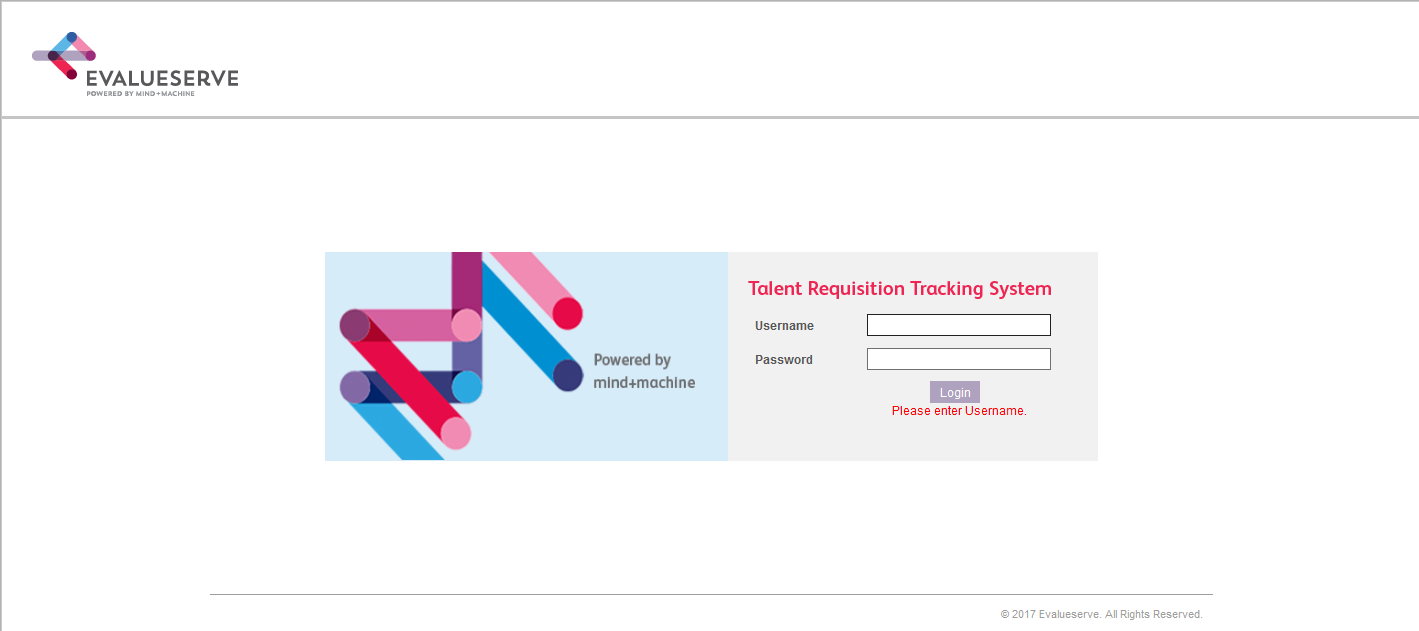 EVALUESERVE
POWERED BY MIND+MACHINE
Powered by
mind+machine
Talent Requisition Tracking System
Username
Password
Login
Please enter Username.
© 2017 Evalueserve. All Rights Reserved.